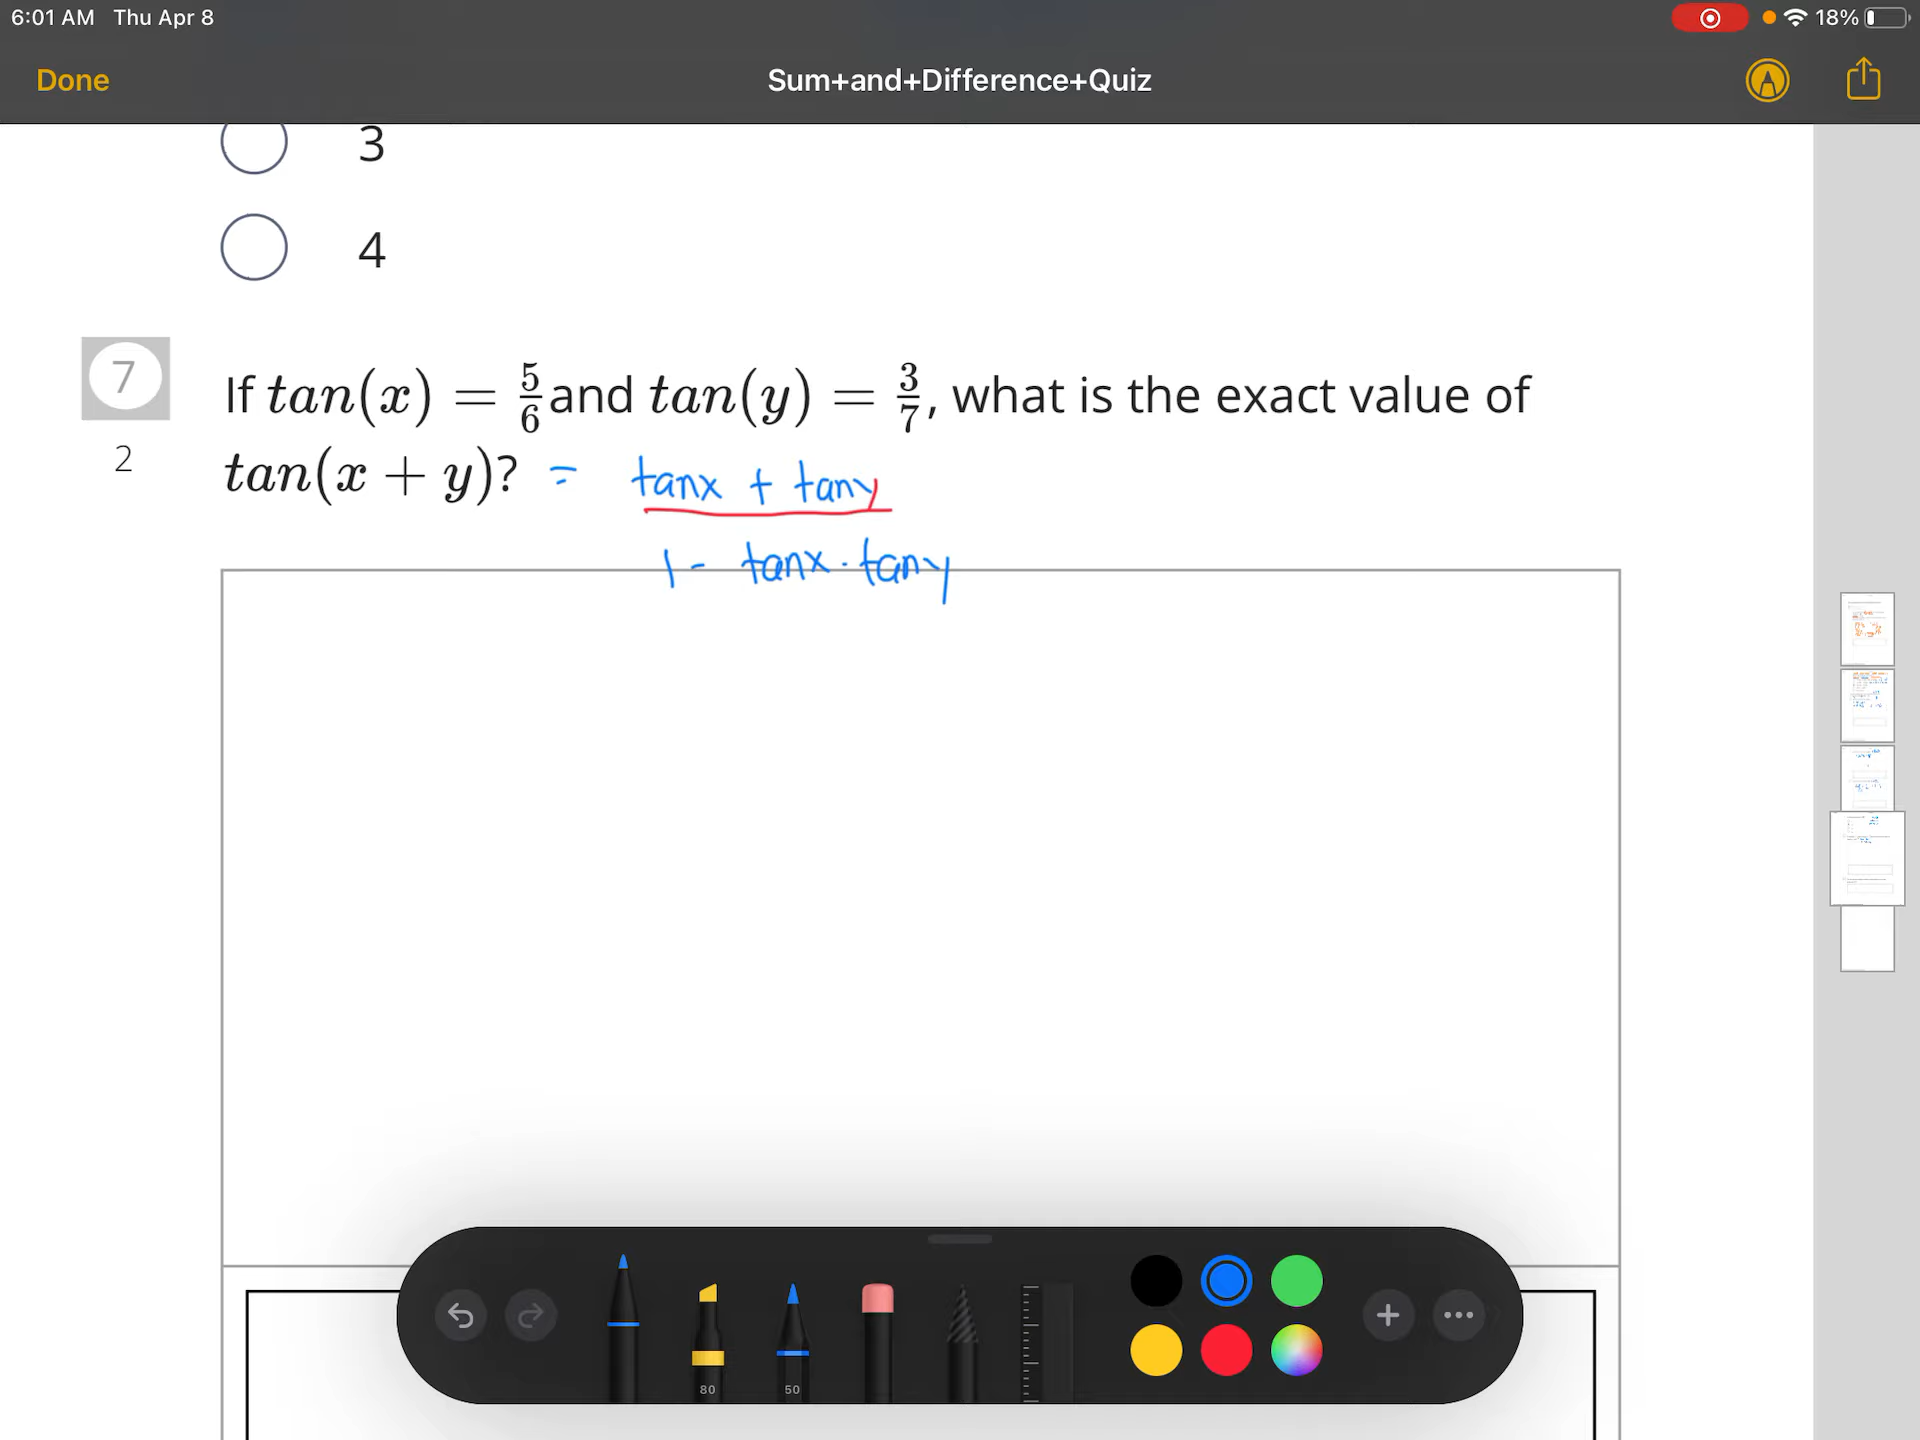 6:01 AM Thu Apr 8
18%
Done
Sum+and+Difference+Quiz
3
4
7
If tan(x) = 5/6 and tan(y) = 3/7, what is the exact value of
2
tan(x + y)? = tanx + tany
1 - tanx · tany
80
50